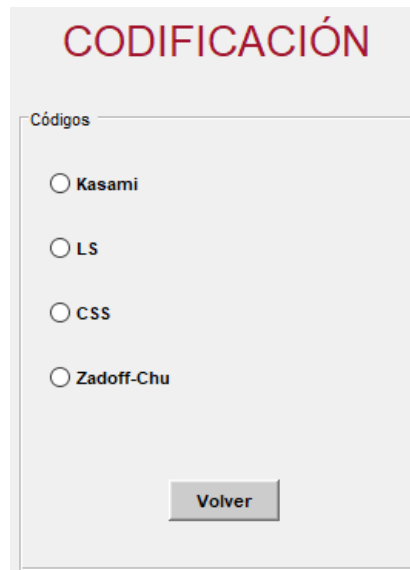 CODIFICACIÓN
Códigos
Kasami
LS
CSS
Zadoff-Chu
Volver